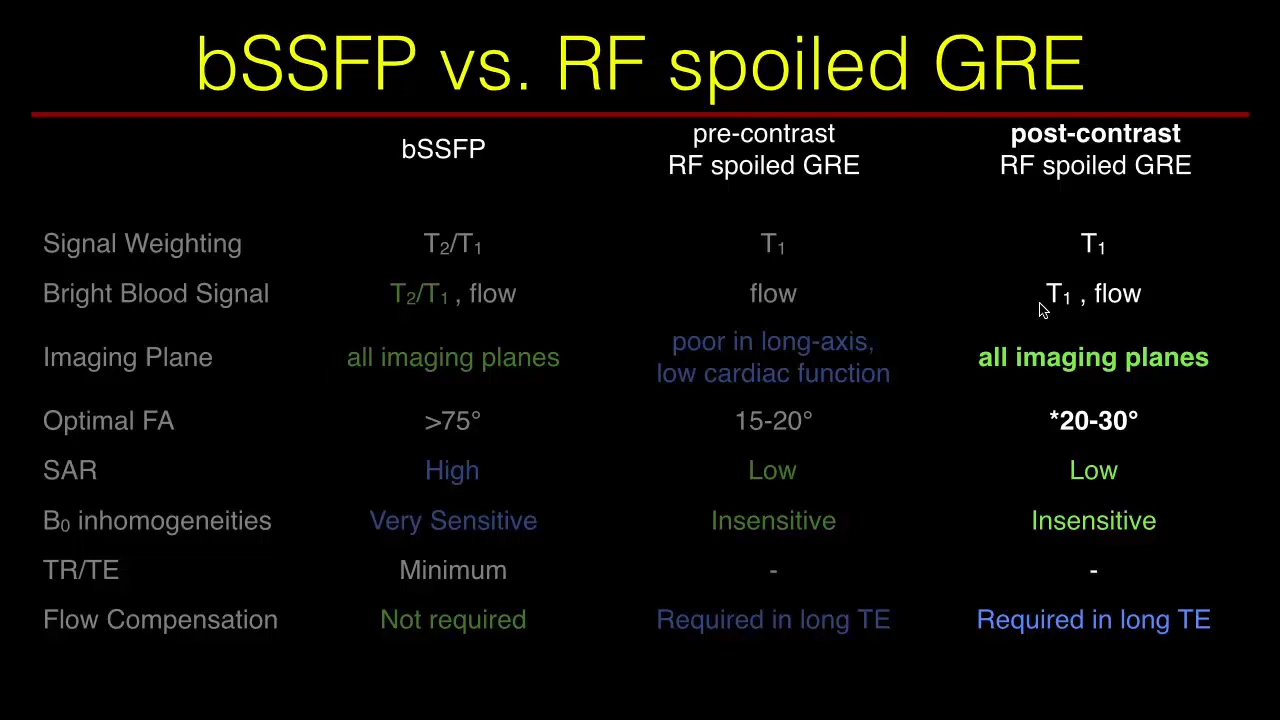 bSSFP vs. RF spoiled GRE
bSSFP
pre-contrast
RF spoiled GRE
post-contrast
RF spoiled GRE
Signal Weighting T₂/T₁ T₁ T₁
Bright Blood Signal T₂/T₁ , flow flow T₁ , flow
Imaging Plane all imaging planes poor in long-axis,
low cardiac function all imaging planes
Optimal FA >75° 15-20° *20-30°
SAR High Low Low
B₀ inhomogeneities Very Sensitive Insensitive Insensitive
TR/TE Minimum - -
Flow Compensation Not required Required in long TE Required in long TE